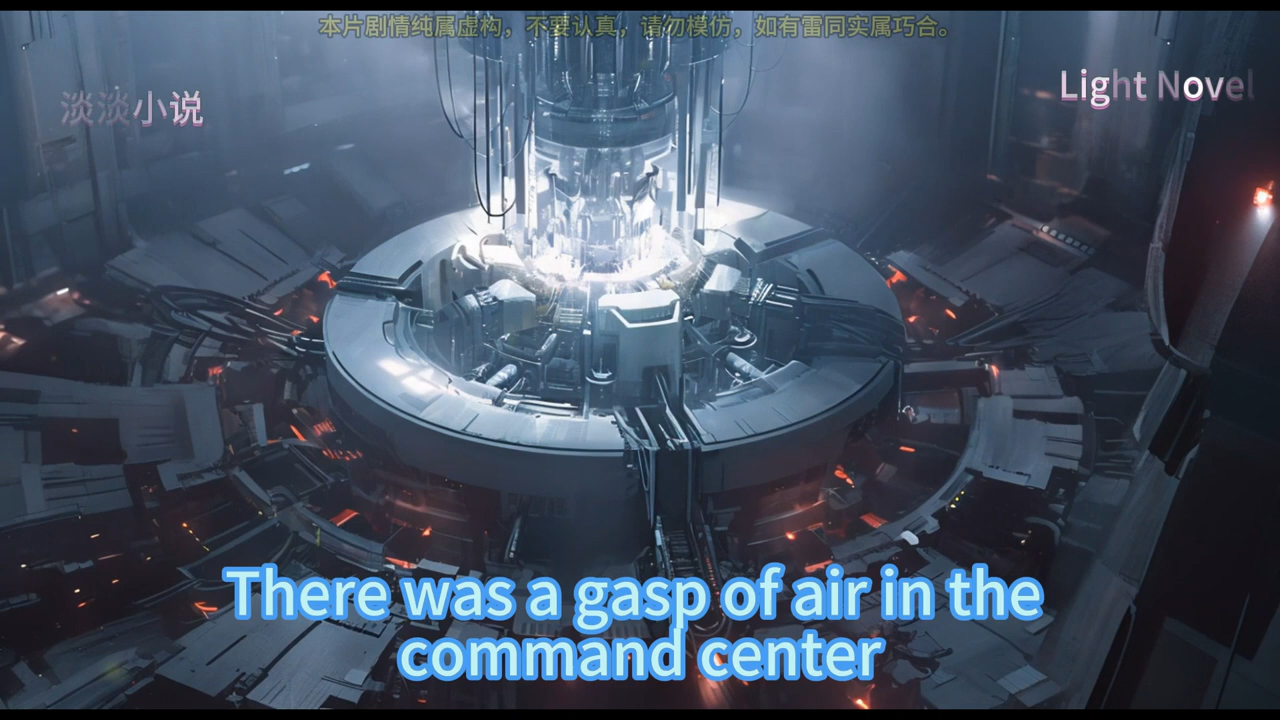 本片剧情纯属虚构，不要认真，请勿模仿，如有雷同实属巧合。
淡淡小说
Light Novel
There was a gasp of air in the
command center